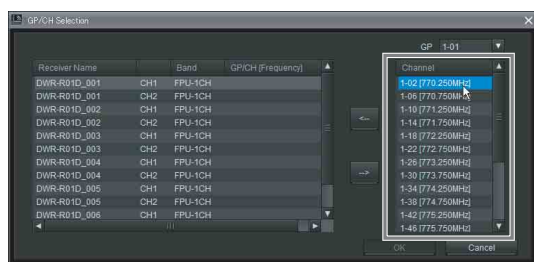 GP/CH Selection
GP 1-01
Receiver Name Band GP/CH [Frequency] Channel
DWR-R01D_001 CH1 FPU-1CH 1-02 [770.250MHz]
DWR-R01D_001 CH2 FPU-1CH 1-06 [770.750MHz]
DWR-R01D_002 CH1 FPU-1CH 1-10 [771.250MHz]
DWR-R01D_002 CH2 FPU-1CH 1-14 [771.750MHz]
DWR-R01D_003 CH1 FPU-1CH 1-18 [772.250MHz]
DWR-R01D_003 CH2 FPU-1CH 1-22 [772.750MHz]
DWR-R01D_004 CH1 FPU-1CH 1-26 [773.250MHz]
DWR-R01D_004 CH2 FPU-1CH 1-30 [773.750MHz]
DWR-R01D_005 CH1 FPU-1CH 1-34 [774.250MHz]
DWR-R01D_005 CH2 FPU-1CH 1-38 [774.750MHz]
DWR-R01D_006 CH1 FPU-1CH 1-42 [775.250MHz]
1-46 [775.750MHz]
<--
-->
OK Cancel